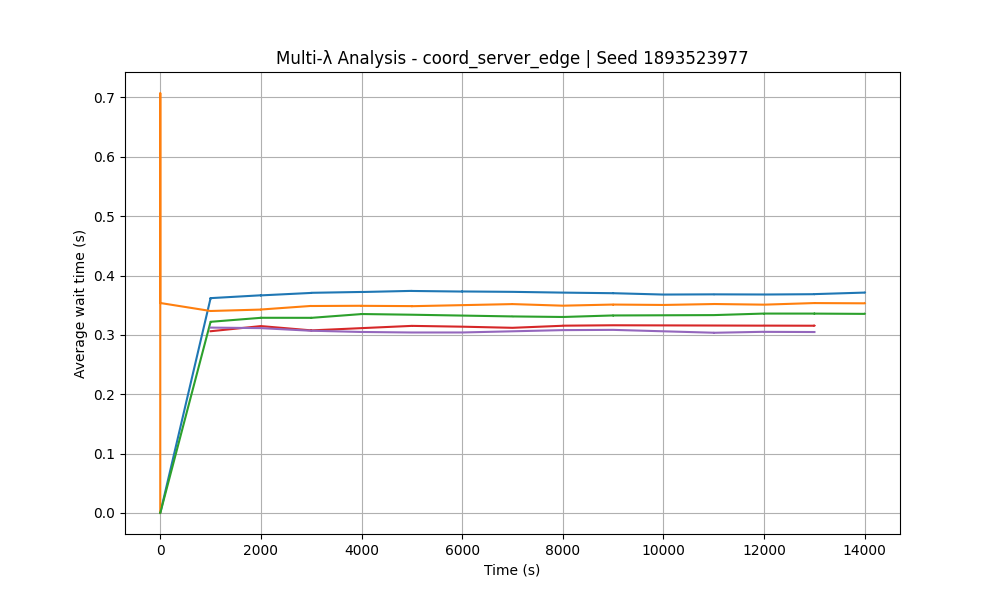 Multi-λ Analysis - coord_server_edge | Seed 1893523977
0.7
0.6
0.5
0.4
0.3
0.2
0.1
0.0
Average wait time (s)
0 2000 4000 6000 8000 10000 12000 14000
Time (s)